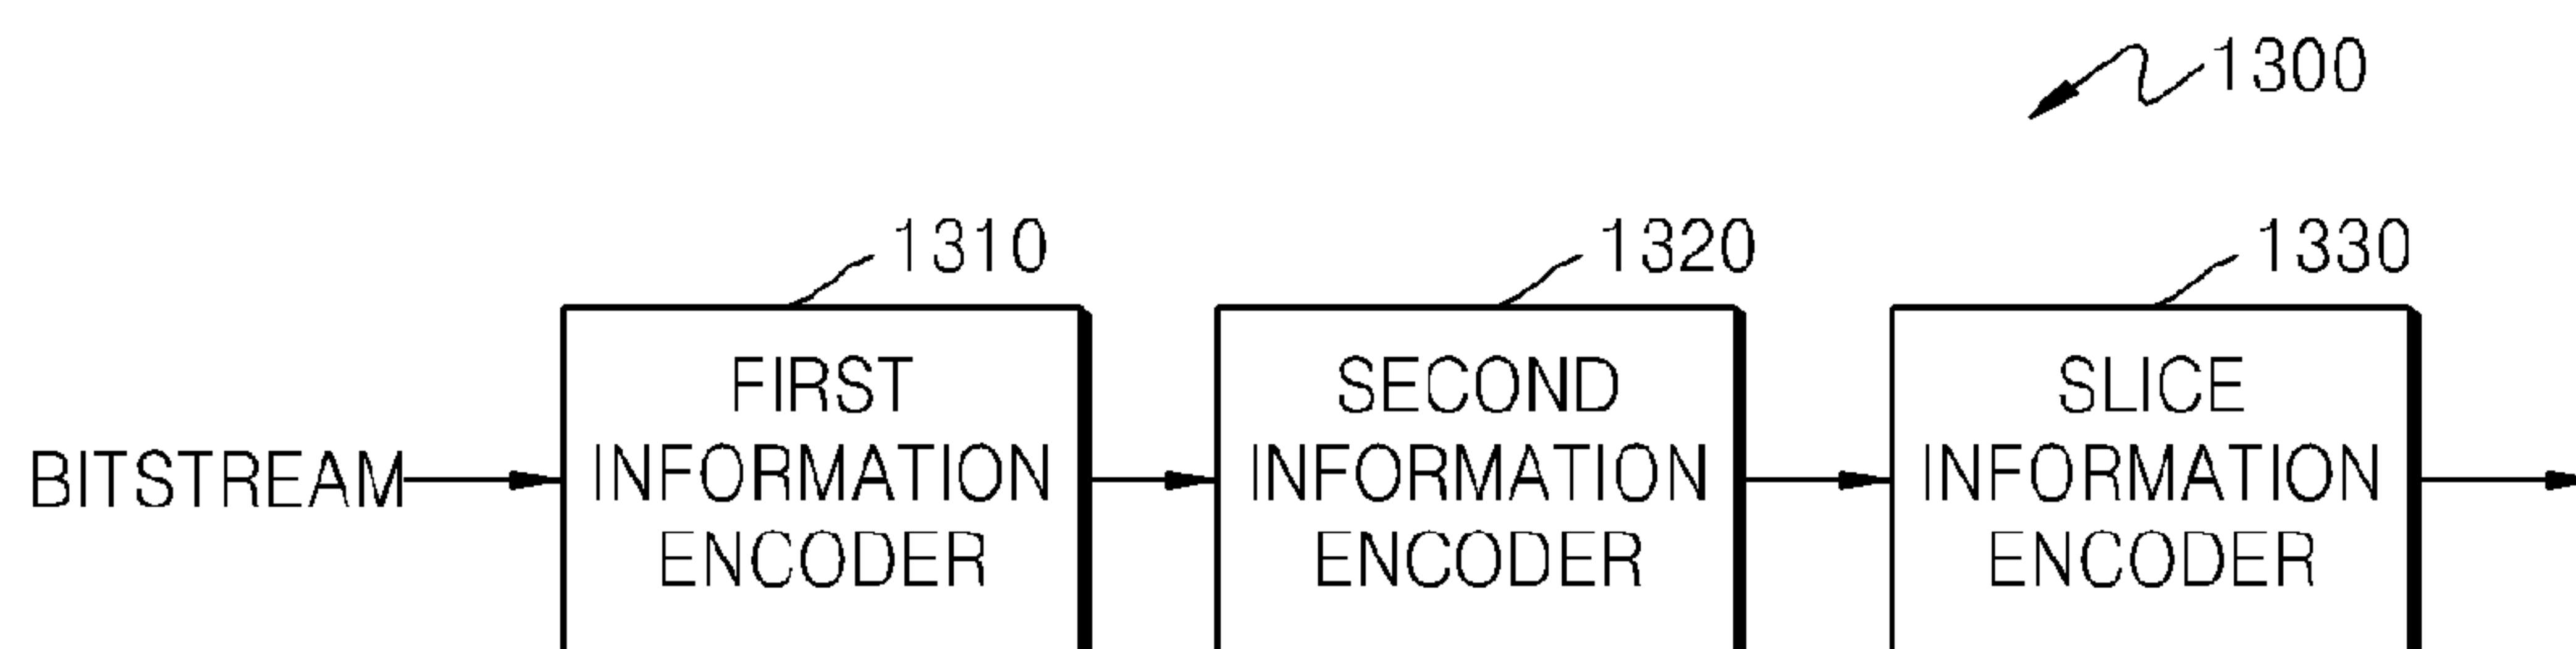 1300
1310
1320
1330
FIRST
INFORMATION
ENCODER
SECOND
INFORMATION
ENCODER
SLICE
INFORMATION
ENCODER
BITSTREAM